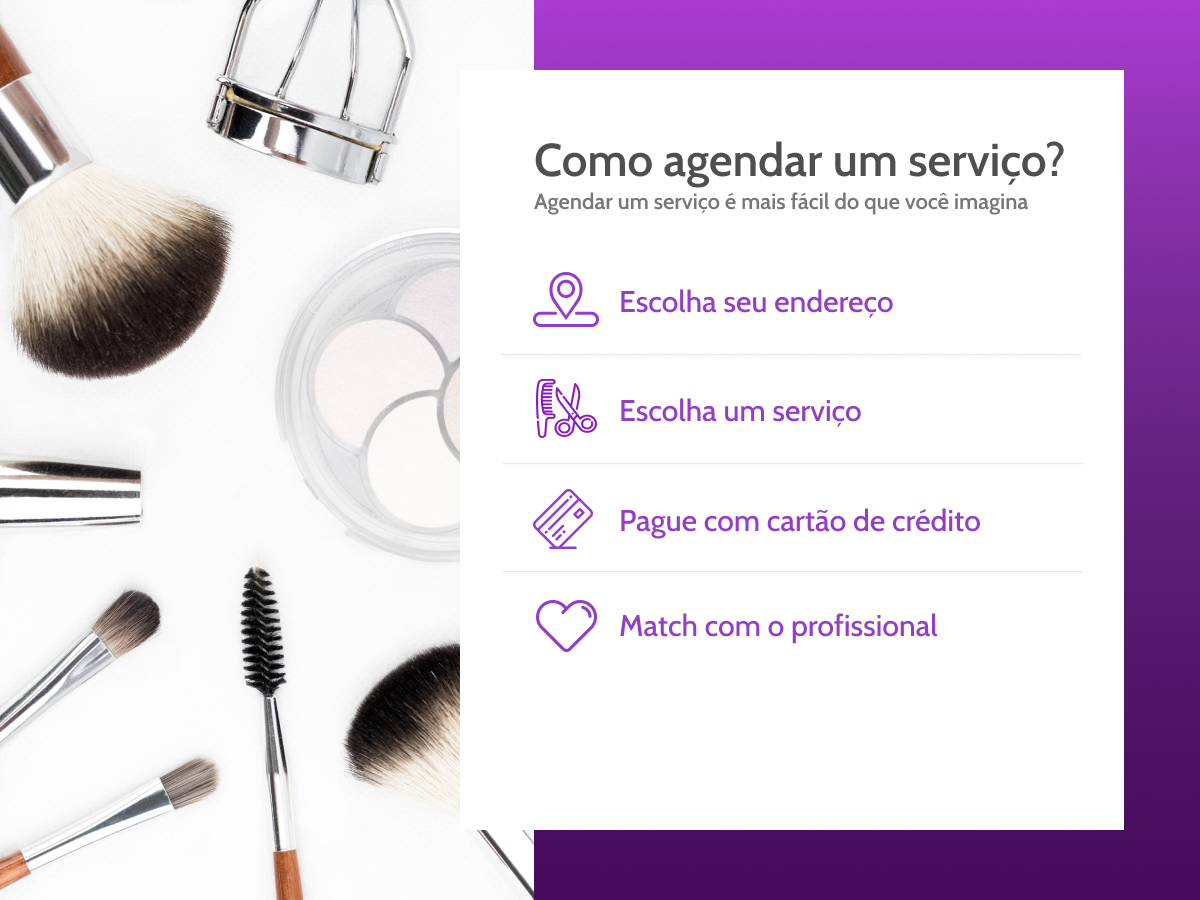 Como agendar um serviço?
Agendar um serviço é mais fácil do que você imagina
Escolha seu endereço
Escolha um serviço
Pague com cartão de crédito
Match com o profissional